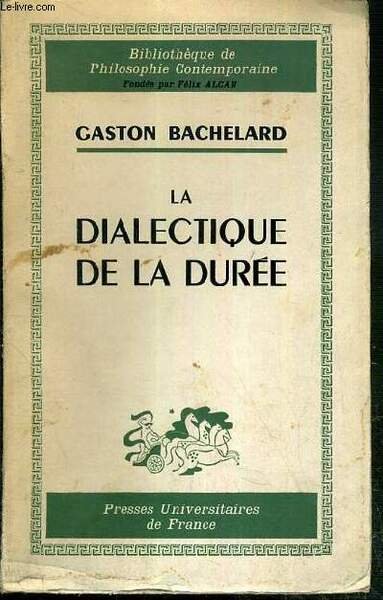 Le-livre.com
Bibliothèque de
Philosophie Contemporaine
Fondée par Félix ALCAN
GASTON BACHELARD
LA
DIALECTIQUE
DE LA DURÉE
Presses Universitaires
de France